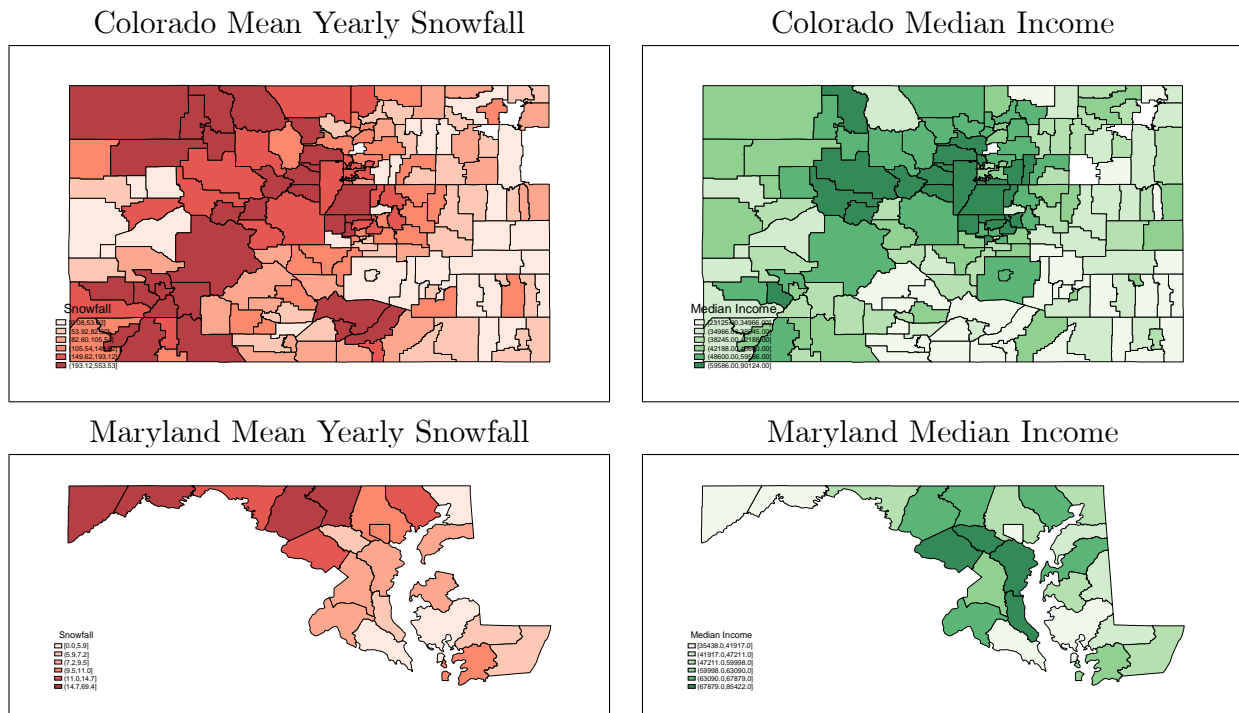 Colorado Mean Yearly Snowfall
Colorado Median Income
Snowfall
(149.62,193.12]
(193.12,553.53]
Median Income
(59586.00,90124.00]
Maryland Mean Yearly Snowfall
Maryland Median Income
Snowfall
[0.0,5.9]
(5.9,7.2]
(7.2,9.5]
(9.5,11.0]
(11.0,14.7]
(14.7,69.4]
Median Income
[35438.0,41917.0]
(41917.0,47211.0]
(47211.0,59998.0]
(59998.0,63090.0]
(63090.0,67879.0]
(67879.0,85422.0]